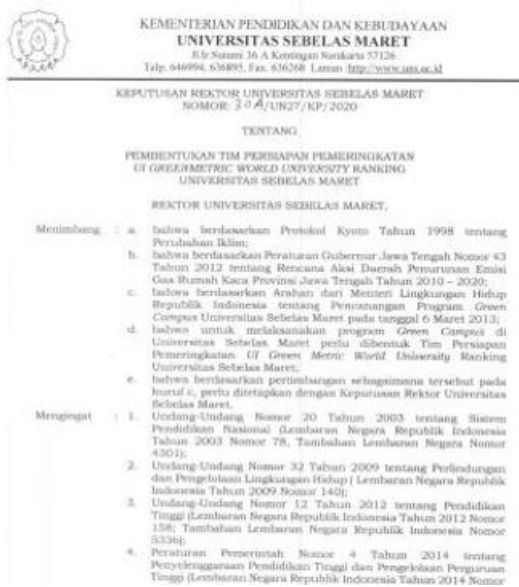 KEMENTERIAN PENDIDIKAN DAN KEBUDAYAAN
UNIVERSITAS SEBELAS MARET
Jl.Ir.Sutami 36 A Kentingan Surakarta 57126
Telp. 646994, 636895, Fax. 636268 Laman :http://www.uns.ac.id
KEPUTUSAN REKTOR UNIVERSITAS SEBELAS MARET
NOMOR: 30A/UN27/KP/2020
TENTANG
PEMBENTUKAN TIM PERSIAPAN PEMERINGKATAN
UI GREENMETRIC WORLD UNIVERSITY RANKING
UNIVERSITAS SEBELAS MARET
REKTOR UNIVERSITAS SEBELAS MARET,
Menimbang : a. bahwa berdasarkan Protokol Kyoto Tahun 1998 tentang
Perubahan Iklim;
b. bahwa berdasarkan Peraturan Gubernur Jawa Tengah Nomor 43
Tahun 2012 tentang Rencana Aksi Daerah Penurunan Emisi
Gas Rumah Kaca Provinsi Jawa Tengah Tahun 2010 – 2020;
c. bahwa berdasarkan Arahan dari Menteri Lingkungan Hidup
Republik Indonesia tentang Pencanangan Program Green
Campus Universitas Sebelas Maret pada tanggal 6 Maret 2013;
d. bahwa untuk melaksanakan program Green Campus di
Universitas Sebelas Maret perlu dibentuk Tim Persiapan
Pemeringkatan UI Green Metric World University Ranking
Universitas Sebelas Maret;
e. bahwa berdasarkan pertimbangan sebagaimana tersebut pada
huruf c, perlu ditetapkan dengan Keputusan Rektor Universitas
Sebelas Maret.
Mengingat : 1. Undang-Undang Nomor 20 Tahun 2003 tentang Sistem
Pendidikan Nasional (Lembaran Negara Republik Indonesia
Tahun 2003 Nomor 78, Tambahan Lembaran Negara Nomor
4301);
2. Undang-Undang Nomor 32 Tahun 2009 tentang Perlindungan
dan Pengelolaan Lingkungan Hidup ( Lembaran Negara Republik
Indonesia Tahun 2009 Nomor 140);
3. Undang-Undang Nomor 12 Tahun 2012 tentang Pendidikan
Tinggi (Lembaran Negara Republik Indonesia Tahun 2012 Nomor
158; Tambahan Lembaran Negara Republik Indonesia Nomor
5336);
4. Peraturan Pemerintah Nomor 4 Tahun 2014 tentang
Penyelenggaraan Pendidikan Tinggi dan Pengelolaan Perguruan
Tinggi (Lembaran Negara Republik Indonesia Tahun 2014 Nomor